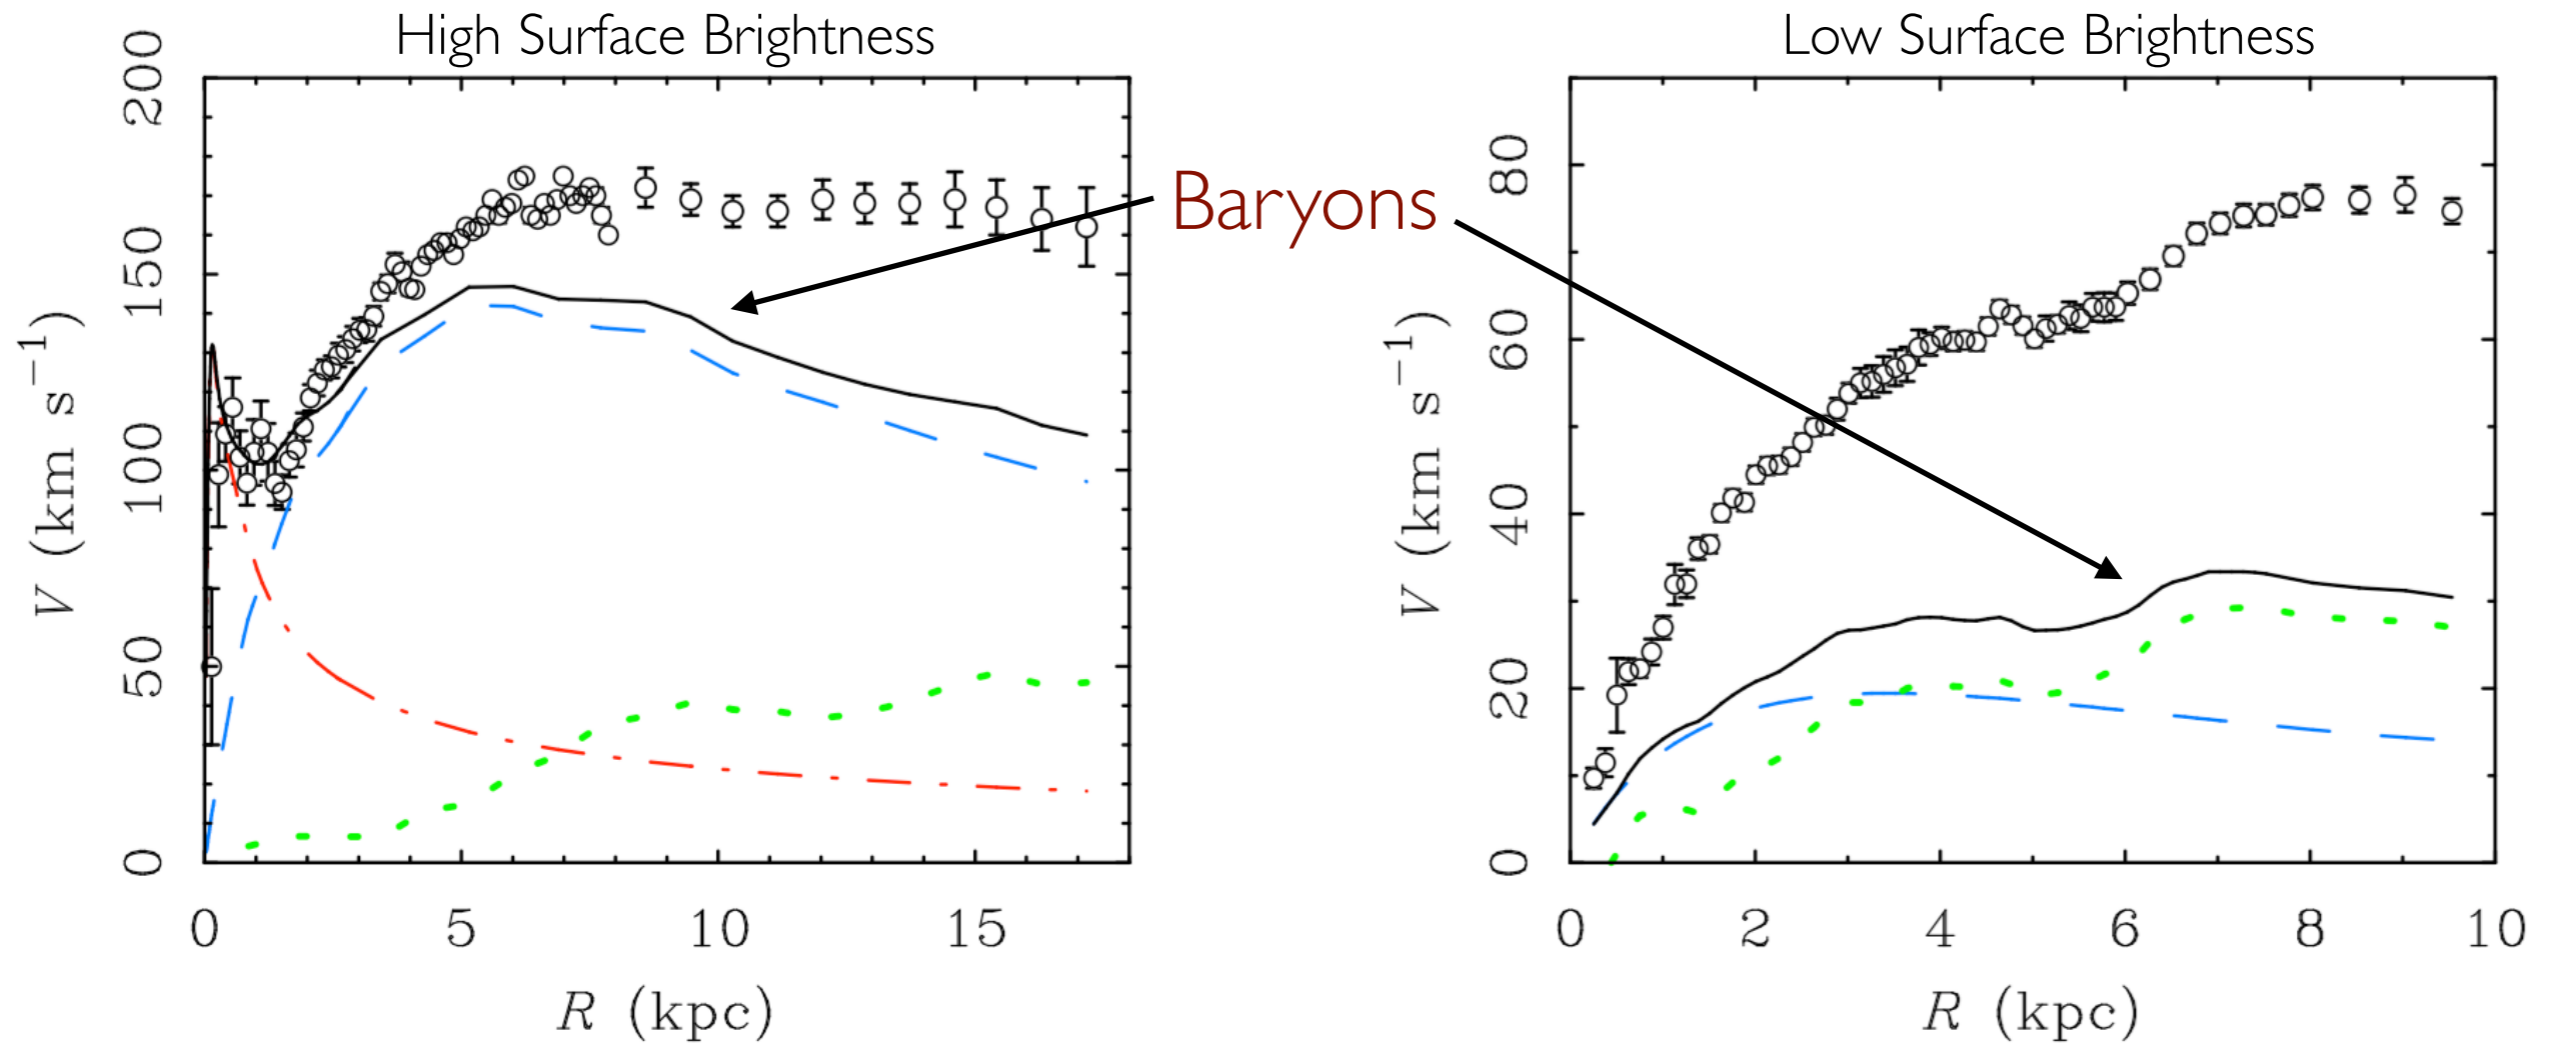 High Surface Brightness
Low Surface Brightness
Baryons
V (km s⁻¹)
0 50 100 150 200
0 5 10 15
R (kpc)
V (km s⁻¹)
0 20 40 60 80
0 2 4 6 8 10
R (kpc)